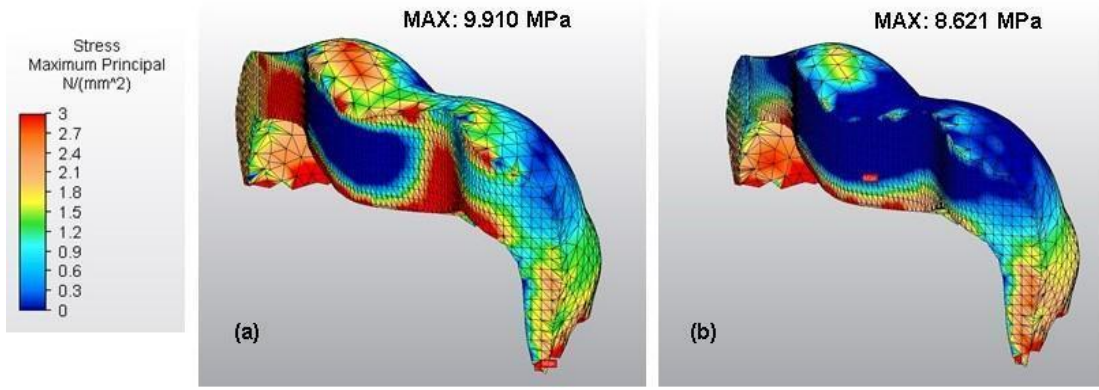 Stress
Maximum Principal
N/(mm^2)
3
2.7
2.4
2.1
1.8
1.5
1.2
0.9
0.6
0.3
0
MAX: 9.910 MPa
(a)
MAX: 8.621 MPa
(b)